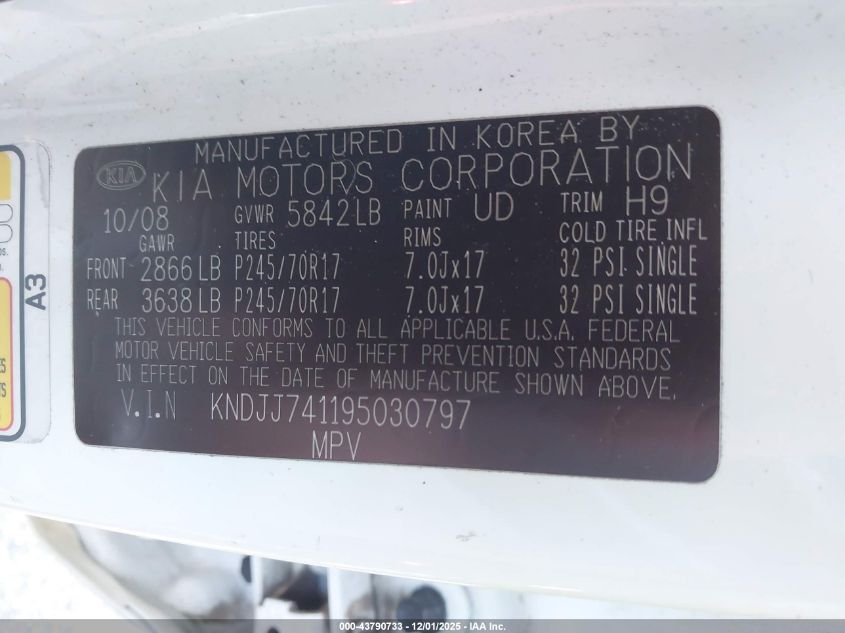 MANUFACTURED IN KOREA BY
KIA KIA MOTORS CORPORATION
10/08 GVWR 5842LB PAINT UD TRIM H9
GAWR TIRES RIMS COLD TIRE INFL
FRONT 2866 LB P245/70R17 7.0Jx17 32 PSI SINGLE
REAR 3638 LB P245/70R17 7.0Jx17 32 PSI SINGLE
THIS VEHICLE CONFORMS TO ALL APPLICABLE U.S.A. FEDERAL
MOTOR VEHICLE SAFETY AND THEFT PREVENTION STANDARDS
IN EFFECT ON THE DATE OF MANUFACTURE SHOWN ABOVE.
V.I.N KNDJJ741195030797
MPV
A3
000-43790733 - 12/01/2025 - IAA Inc.